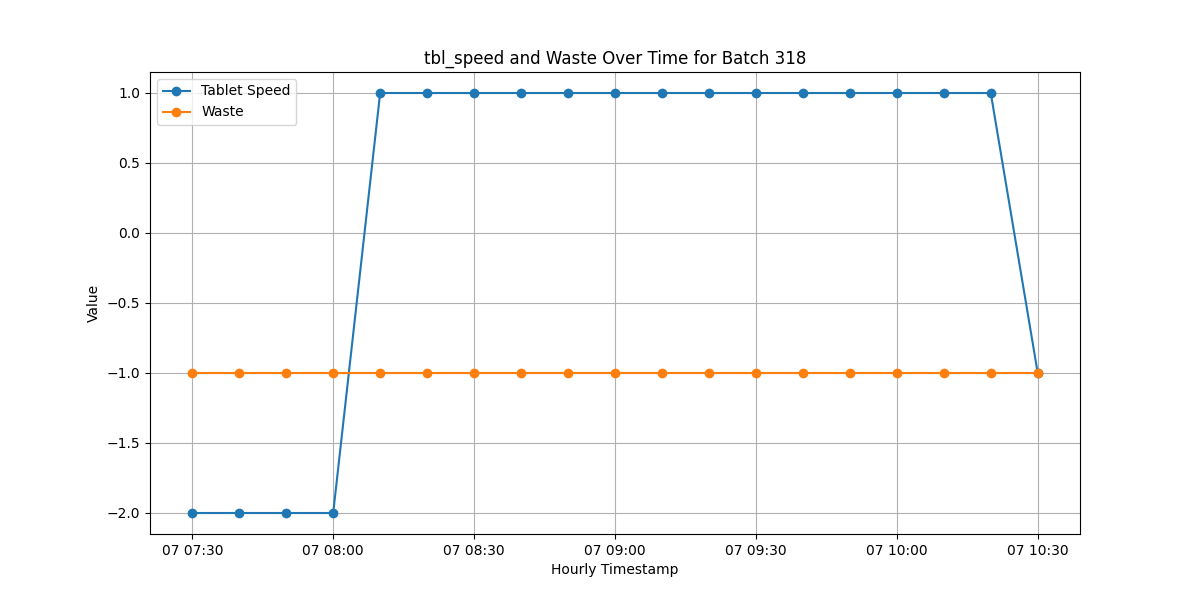 tbl_speed and Waste Over Time for Batch 318
Tablet Speed
Waste
1.0
0.5
0.0
−0.5
−1.0
−1.5
−2.0
Value
07 07:30 07 08:00 07 08:30 07 09:00 07 09:30 07 10:00 07 10:30
Hourly Timestamp